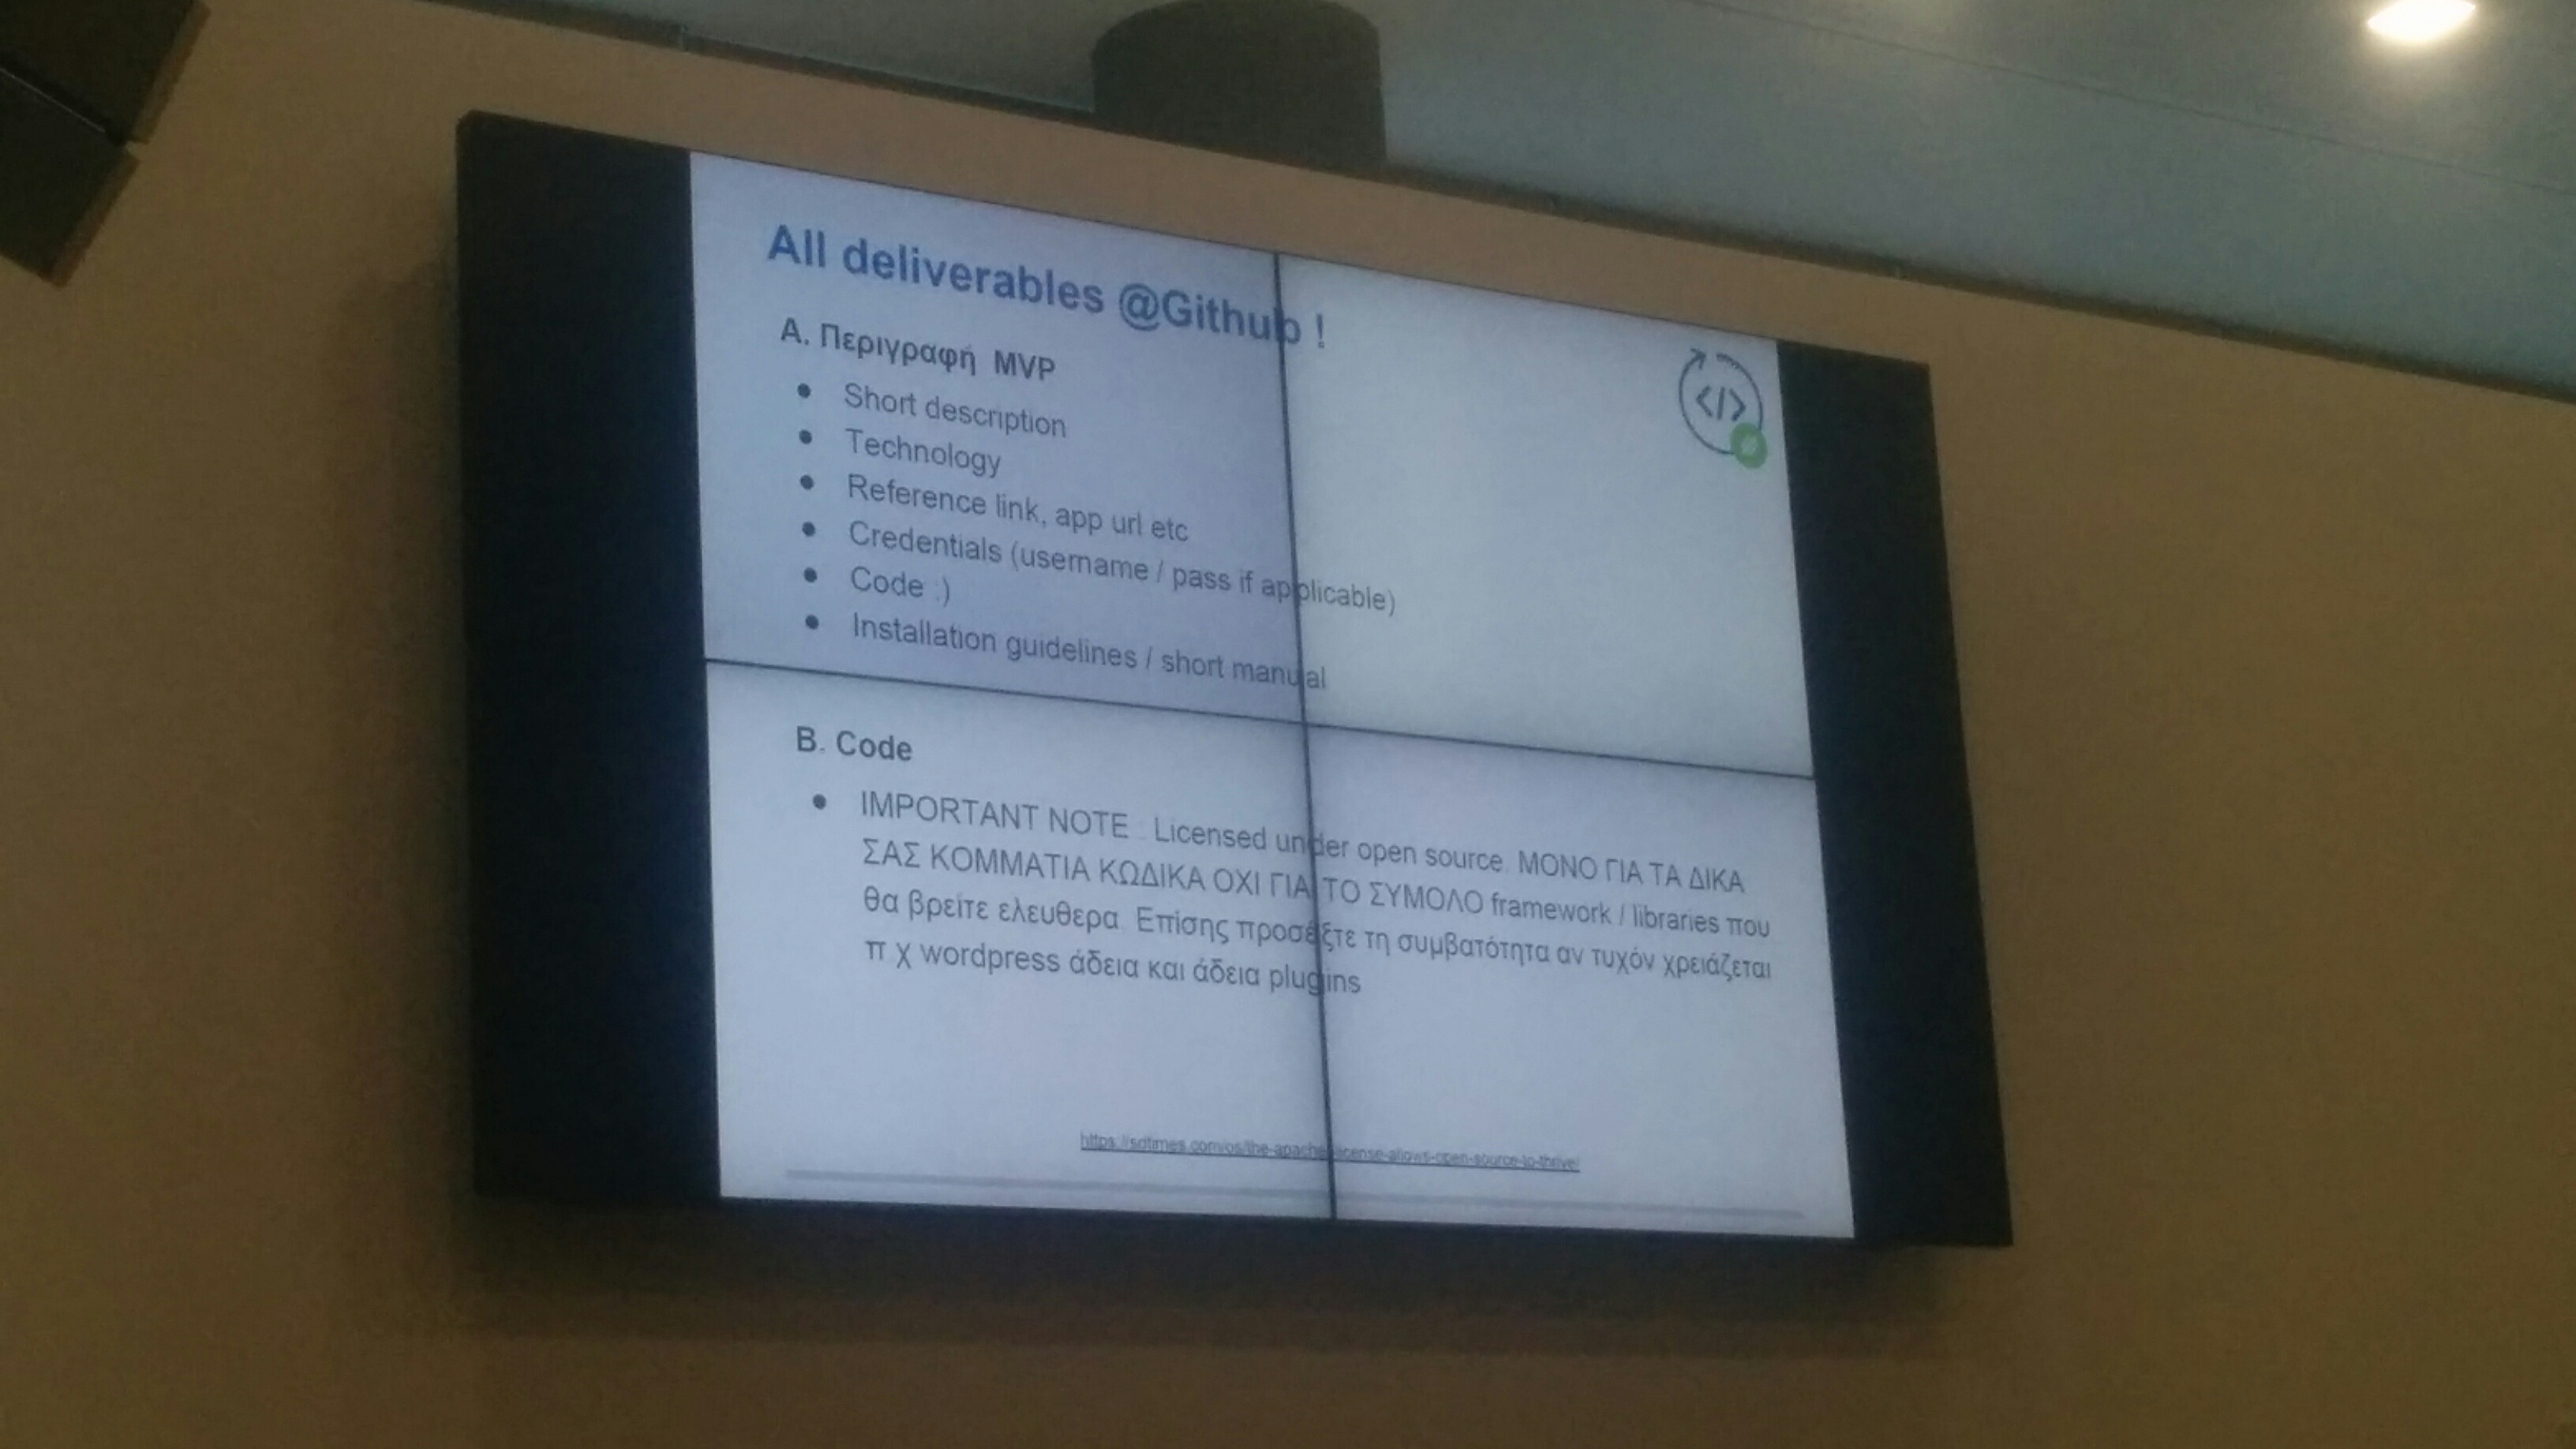 All deliverables @Github !
Α. Περιγραφή MVP
● Short description
● Technology
● Reference link, app url etc
● Credentials (username / pass if applicable)
● Code :)
● Installation guidelines / short manual
B. Code
● IMPORTANT NOTE : Licensed under open source. ΜΟΝΟ ΓΙΑ ΤΑ ΔΙΚΑ
ΣΑΣ ΚΟΜΜΑΤΙΑ ΚΩΔΙΚΑ ΟΧΙ ΓΙΑ ΤΟ ΣΥΜΟΛΟ framework / libraries που
θα βρείτε ελευθερα. Επίσης προσέξτε τη συμβατότητα αν τυχόν χρειάζεται
π χ wordpress άδεια και άδεια plugins
https://sdtimes.com/os/the-apache-license-allows-open-source-to-thrive/